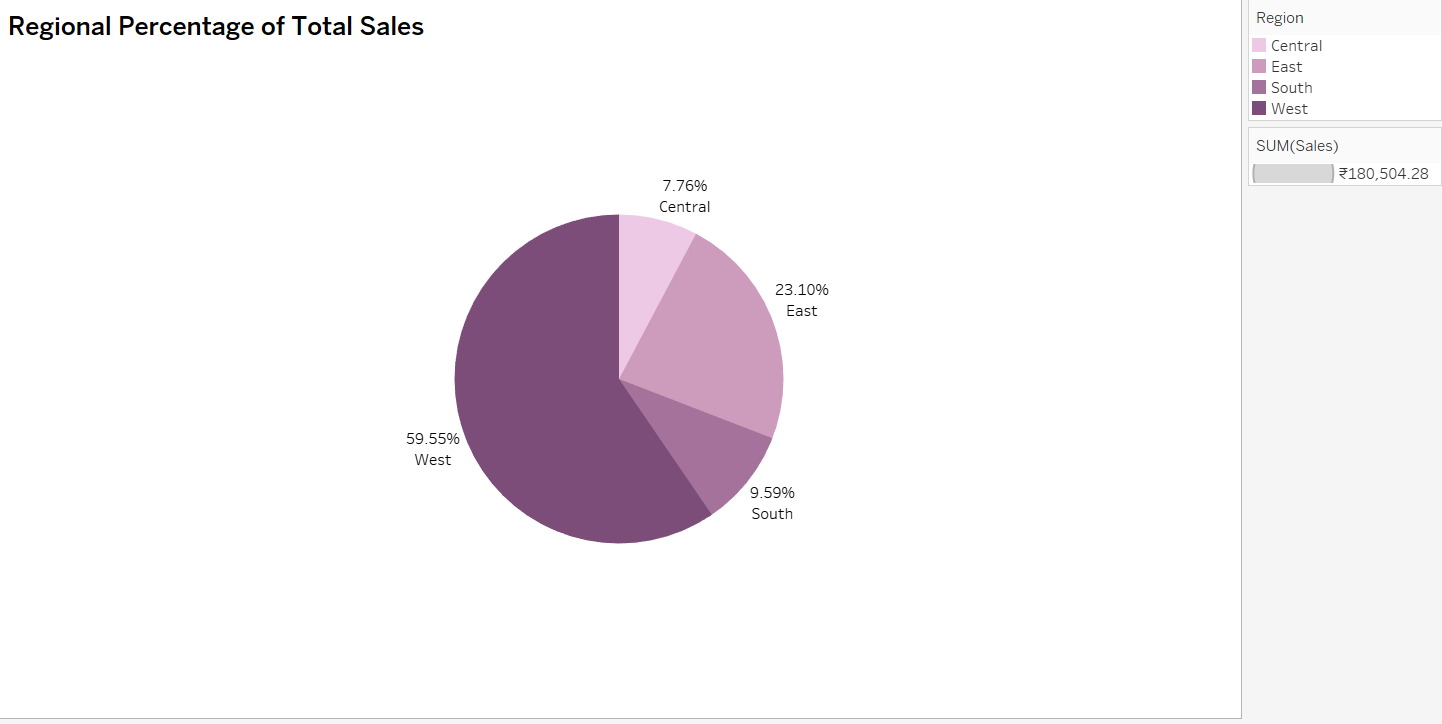 Regional Percentage of Total Sales
7.76%
Central
23.10%
East
59.55%
West
9.59%
South
Region
Central
East
South
West
SUM(Sales)
₹180,504.28